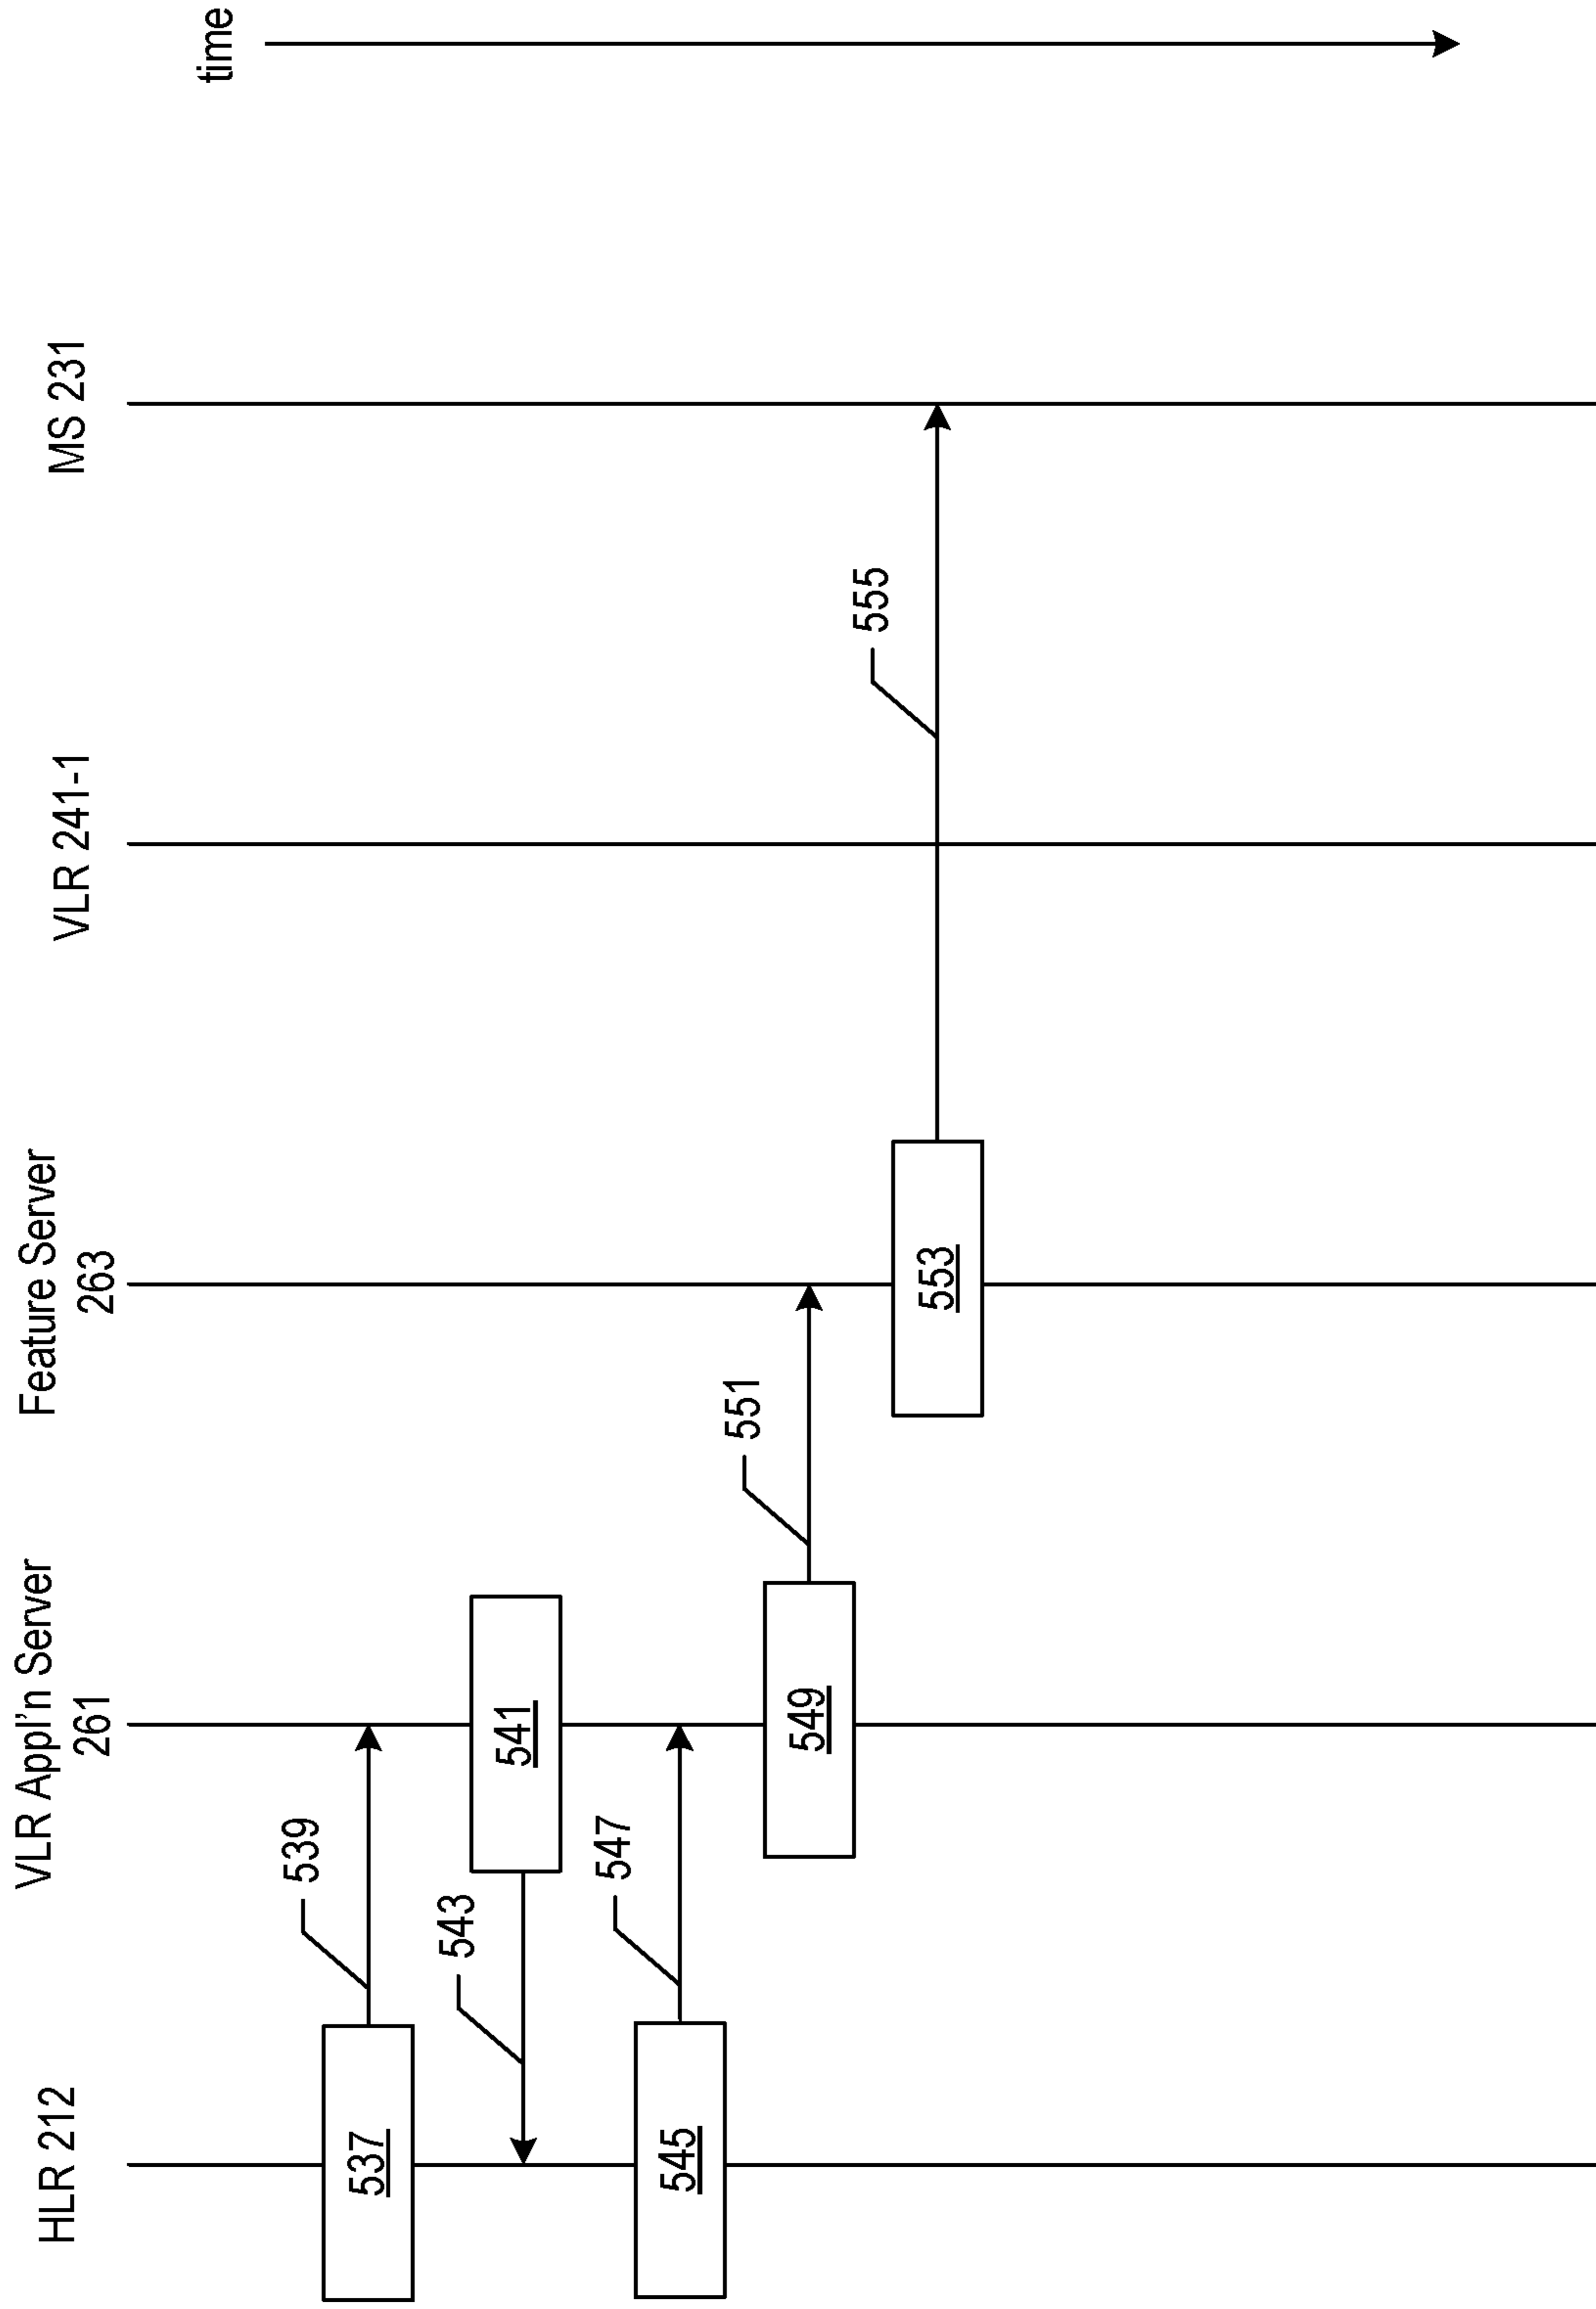 HLR 212
VLR Appl'n Server
261
Feature Server
263
VLR 241-1
MS 231
time
537
539
541
543
545
547
549
551
553
555